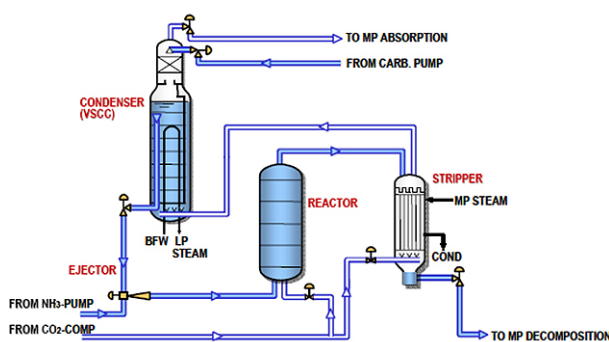 TO MP ABSORPTION
FROM CARB. PUMP
CONDENSER
(VSCC)
STRIPPER
REACTOR
MP STEAM
BFW LP
STEAM
COND
EJECTOR
FROM NH3-PUMP
FROM CO2-COMP
TO MP DECOMPOSITION